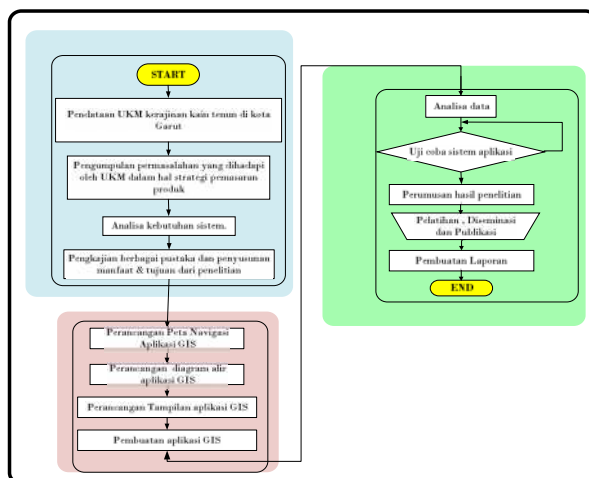 START
Pendataan UKM kerajinan kain tenun di kota
Garut
Pengumpulan permasalahan yang dihadapi
oleh UKM dalam hal strategi pemasaran
produk
Analisa kebutuhan sistem.
Pengkajian berbagai pustaka dan penyusunan
manfaat & tujuan dari penelitian
Perancangan Peta Navigasi
Aplikasi GIS
Perancangan diagram alir
aplikasi GIS
Perancangan Tampilan aplikasi GIS
Pembuatan aplikasi GIS
Analisa data
Uji coba sistem aplikasi
Perumusan hasil penelitian
Pelatihan , Diseminasi
dan Publikasi
Pembuatan Laporan
END